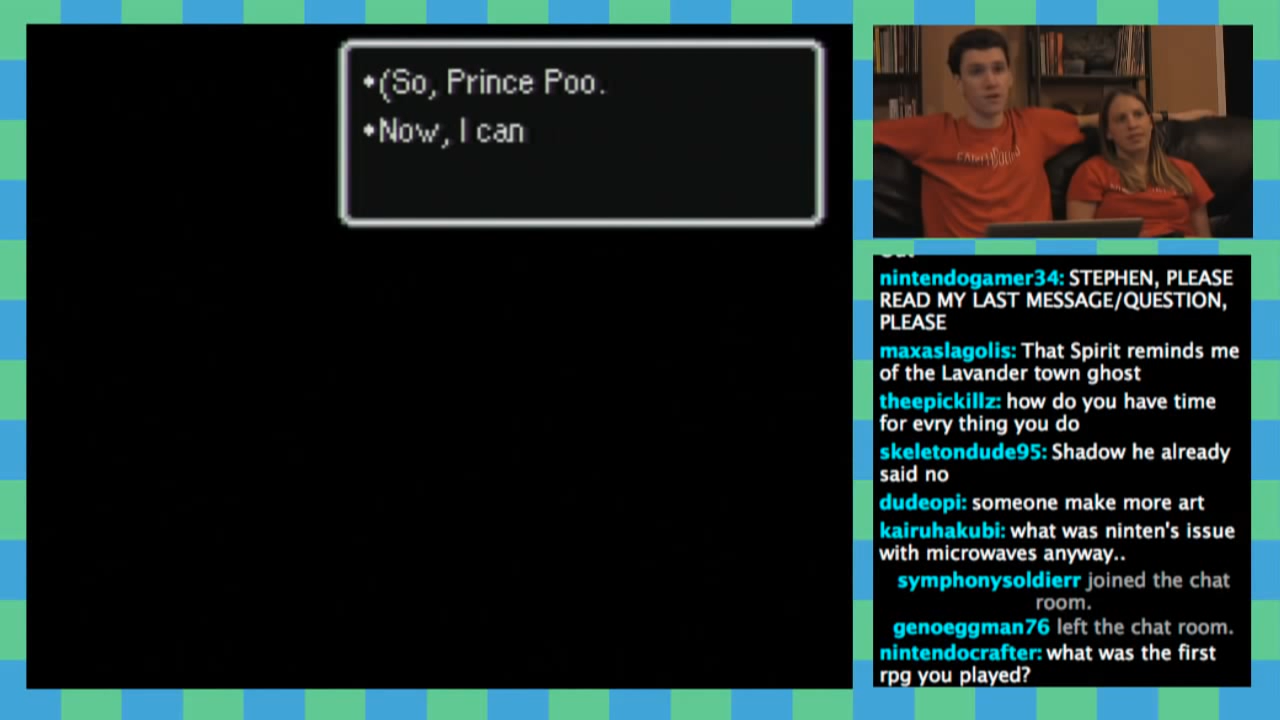 •(So, Prince Poo.
•Now, I can
nintendogamer34: STEPHEN, PLEASE
READ MY LAST MESSAGE/QUESTION,
PLEASE
maxaslagolis: That Spirit reminds me
of the Lavander town ghost
theepickillz: how do you have time
for evry thing you do
skeletondude95: Shadow he already
said no
dudeopi: someone make more art
kairuhakubi: what was ninten's issue
with microwaves anyway..
symphonysoldierr joined the chat
room.
genoeggman76 left the chat room.
nintendocrafter: what was the first
rpg you played?